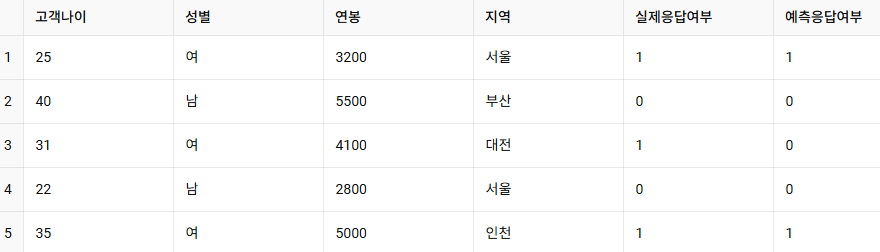 고객나이 성별 연봉 지역 실제응답여부 예측응답여부
1 25 여 3200 서울 1 1
2 40 남 5500 부산 0 0
3 31 여 4100 대전 1 0
4 22 남 2800 서울 0 0
5 35 여 5000 인천 1 1